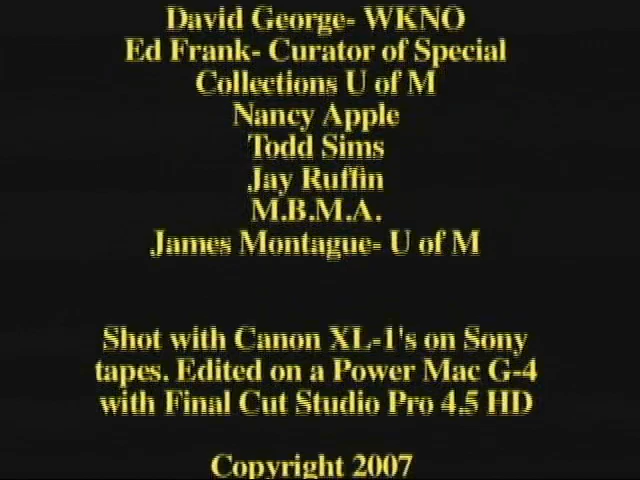 David George- WKNO
Ed Frank- Curator of Special
Collections U of M
Nancy Apple
Todd Sims
Jay Ruffin
M.B.M.A.
James Montague- U of M
Shot with Canon XL-1's on Sony
tapes. Edited on a Power Mac G-4
with Final Cut Studio Pro 4.5 HD
Copyright 2007